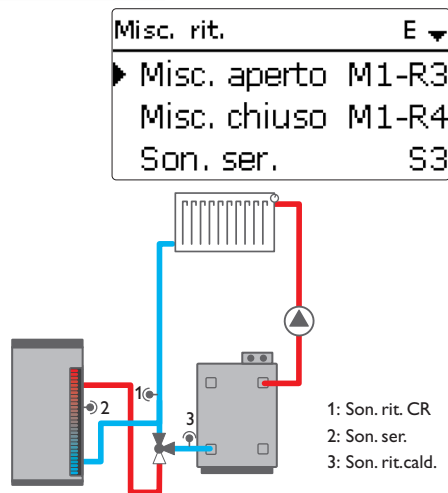 Misc. rit. E
Misc. aperto M1-R3
Misc. chiuso M1-R4
Son. ser. S3
1
2
3
1: Son. rit. CR
2: Son. ser.
3: Son. rit.cald.